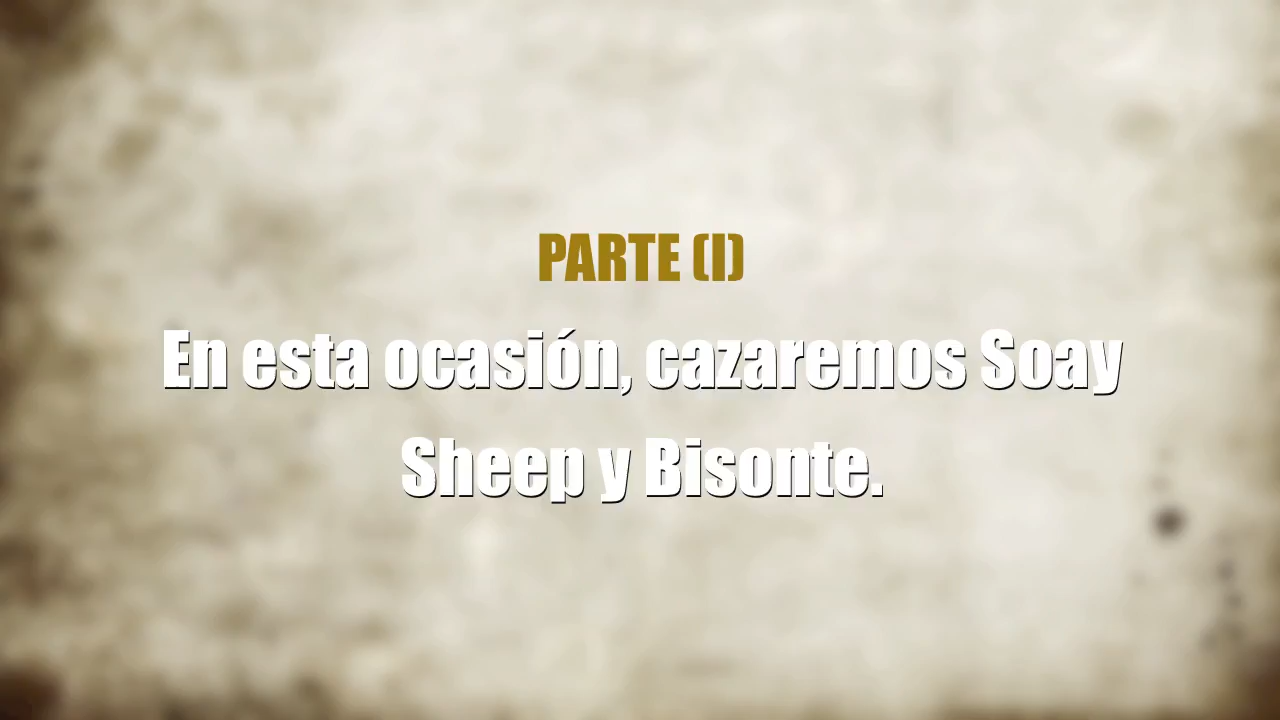 PARTE (I)
En esta ocasión, cazaremos Soay
Sheep y Bisonte.